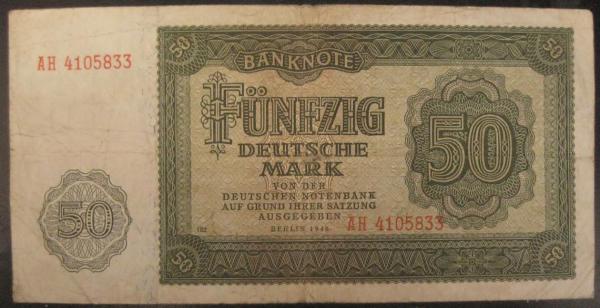 50
50
BANKNOTE
AH 4105833
FÜNFZIG
DEUTSCHE
MARK
50
VON DER
DEUTSCHEN NOTENBANK
AUF GRUND IHRER SATZUNG
AUSGEGEBEN
BERLIN 1948
AH 4105833
50
50
50